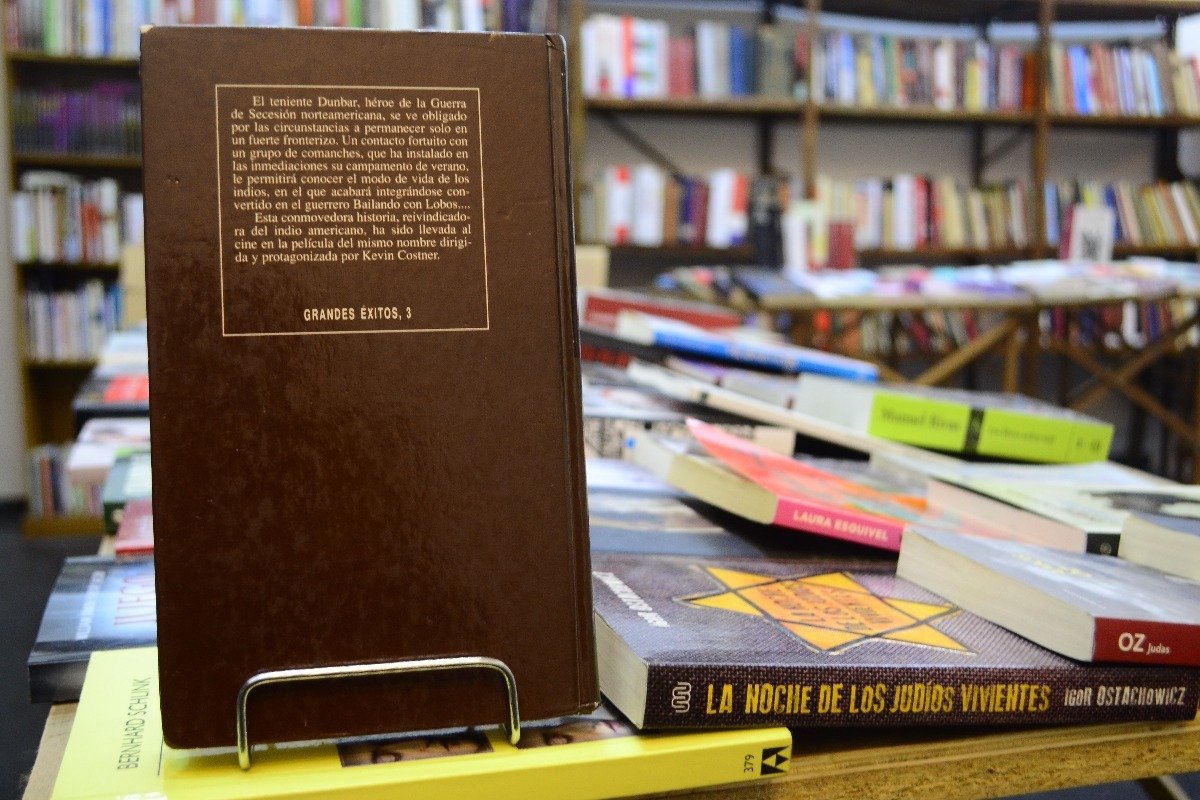 El teniente Dunbar, héroe de la Guerra
de Secesión norteamericana, se ve obligado
por las circunstancias a permanecer solo en
un fuerte fronterizo. Un contacto fortuito con
un grupo de comanches, que ha instalado en
las inmediaciones su campamento de verano,
le permitirá conocer el modo de vida de los
indios, en el que acabará integrándose con-
vertido en el guerrero Bailando con Lobos....
Esta conmovedora historia, reivindicado-
ra del indio americano, ha sido llevada al
cine en la película del mismo nombre dirigi-
da y protagonizada por Kevin Costner.
GRANDES ÉXITOS, 3
Manuel Rivas
LAURA ESQUIVEL
OZ Judas
LA NOCHE DE LOS JUDÍOS VIVIENTES IGOR OSTACHOWICZ
IGOR OSTACHOWICZ
BERNHARD SCHLINK
379